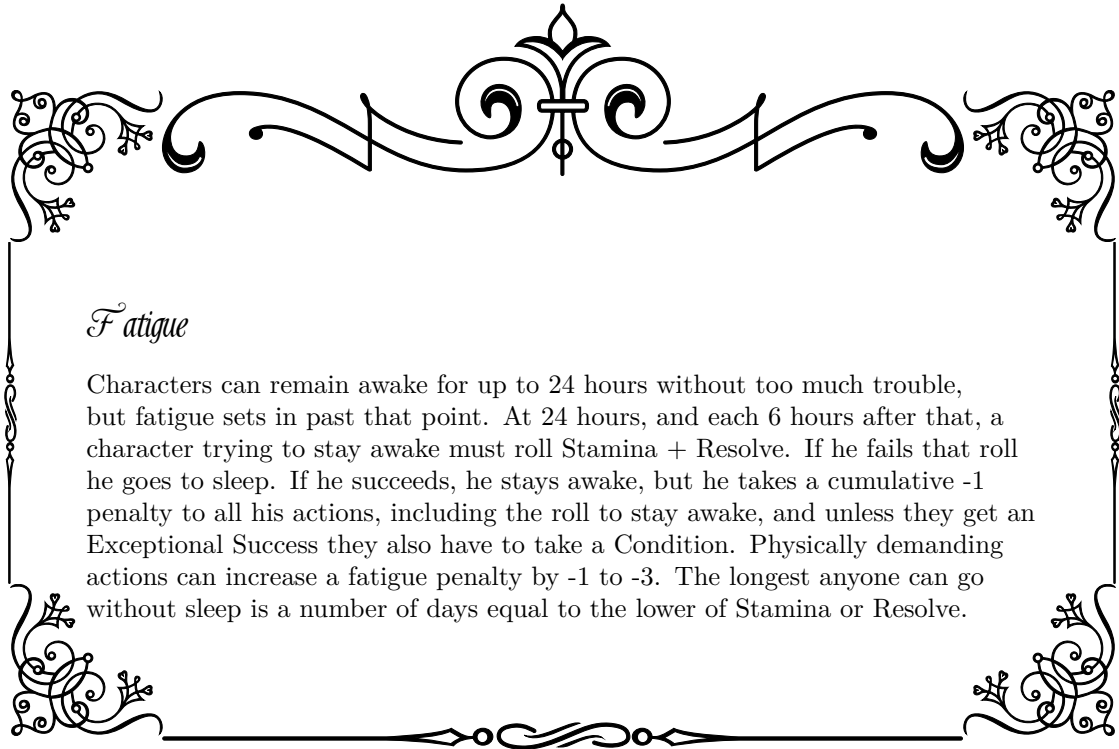 Fatigue
Characters can remain awake for up to 24 hours without too much trouble,
but fatigue sets in past that point. At 24 hours, and each 6 hours after that, a
character trying to stay awake must roll Stamina + Resolve. If he fails that roll
he goes to sleep. If he succeeds, he stays awake, but he takes a cumulative -1
penalty to all his actions, including the roll to stay awake, and unless they get an
Exceptional Success they also have to take a Condition. Physically demanding
actions can increase a fatigue penalty by -1 to -3. The longest anyone can go
without sleep is a number of days equal to the lower of Stamina or Resolve.